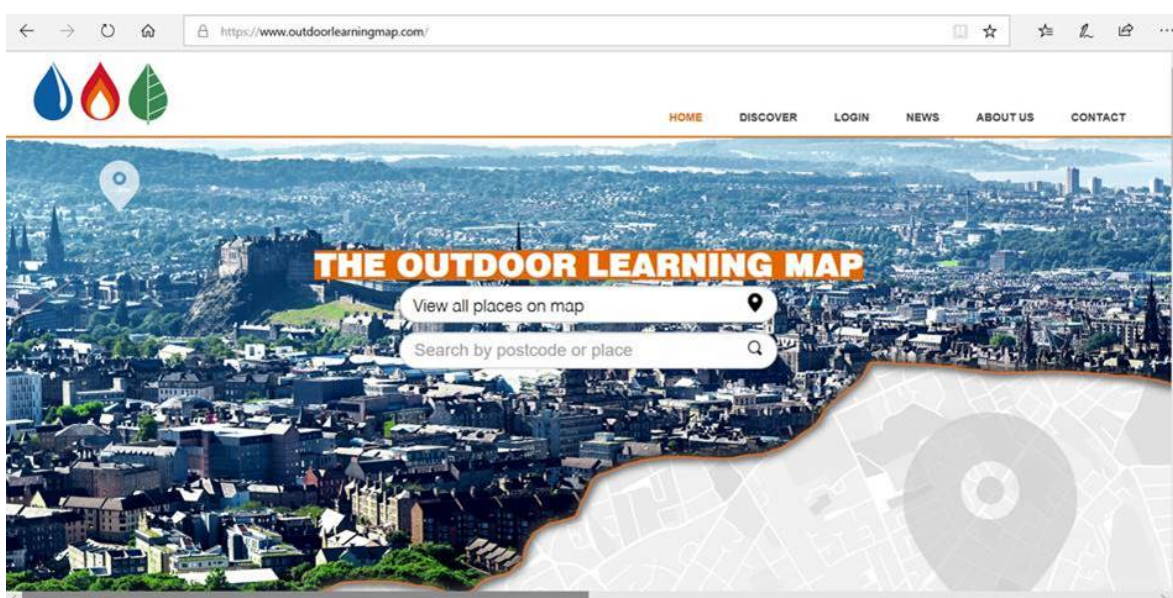 https://www.outdoorlearningmap.com/
HOME DISCOVER LOGIN NEWS ABOUT US CONTACT
THE OUTDOOR LEARNING MAP
View all places on map
Search by postcode or place